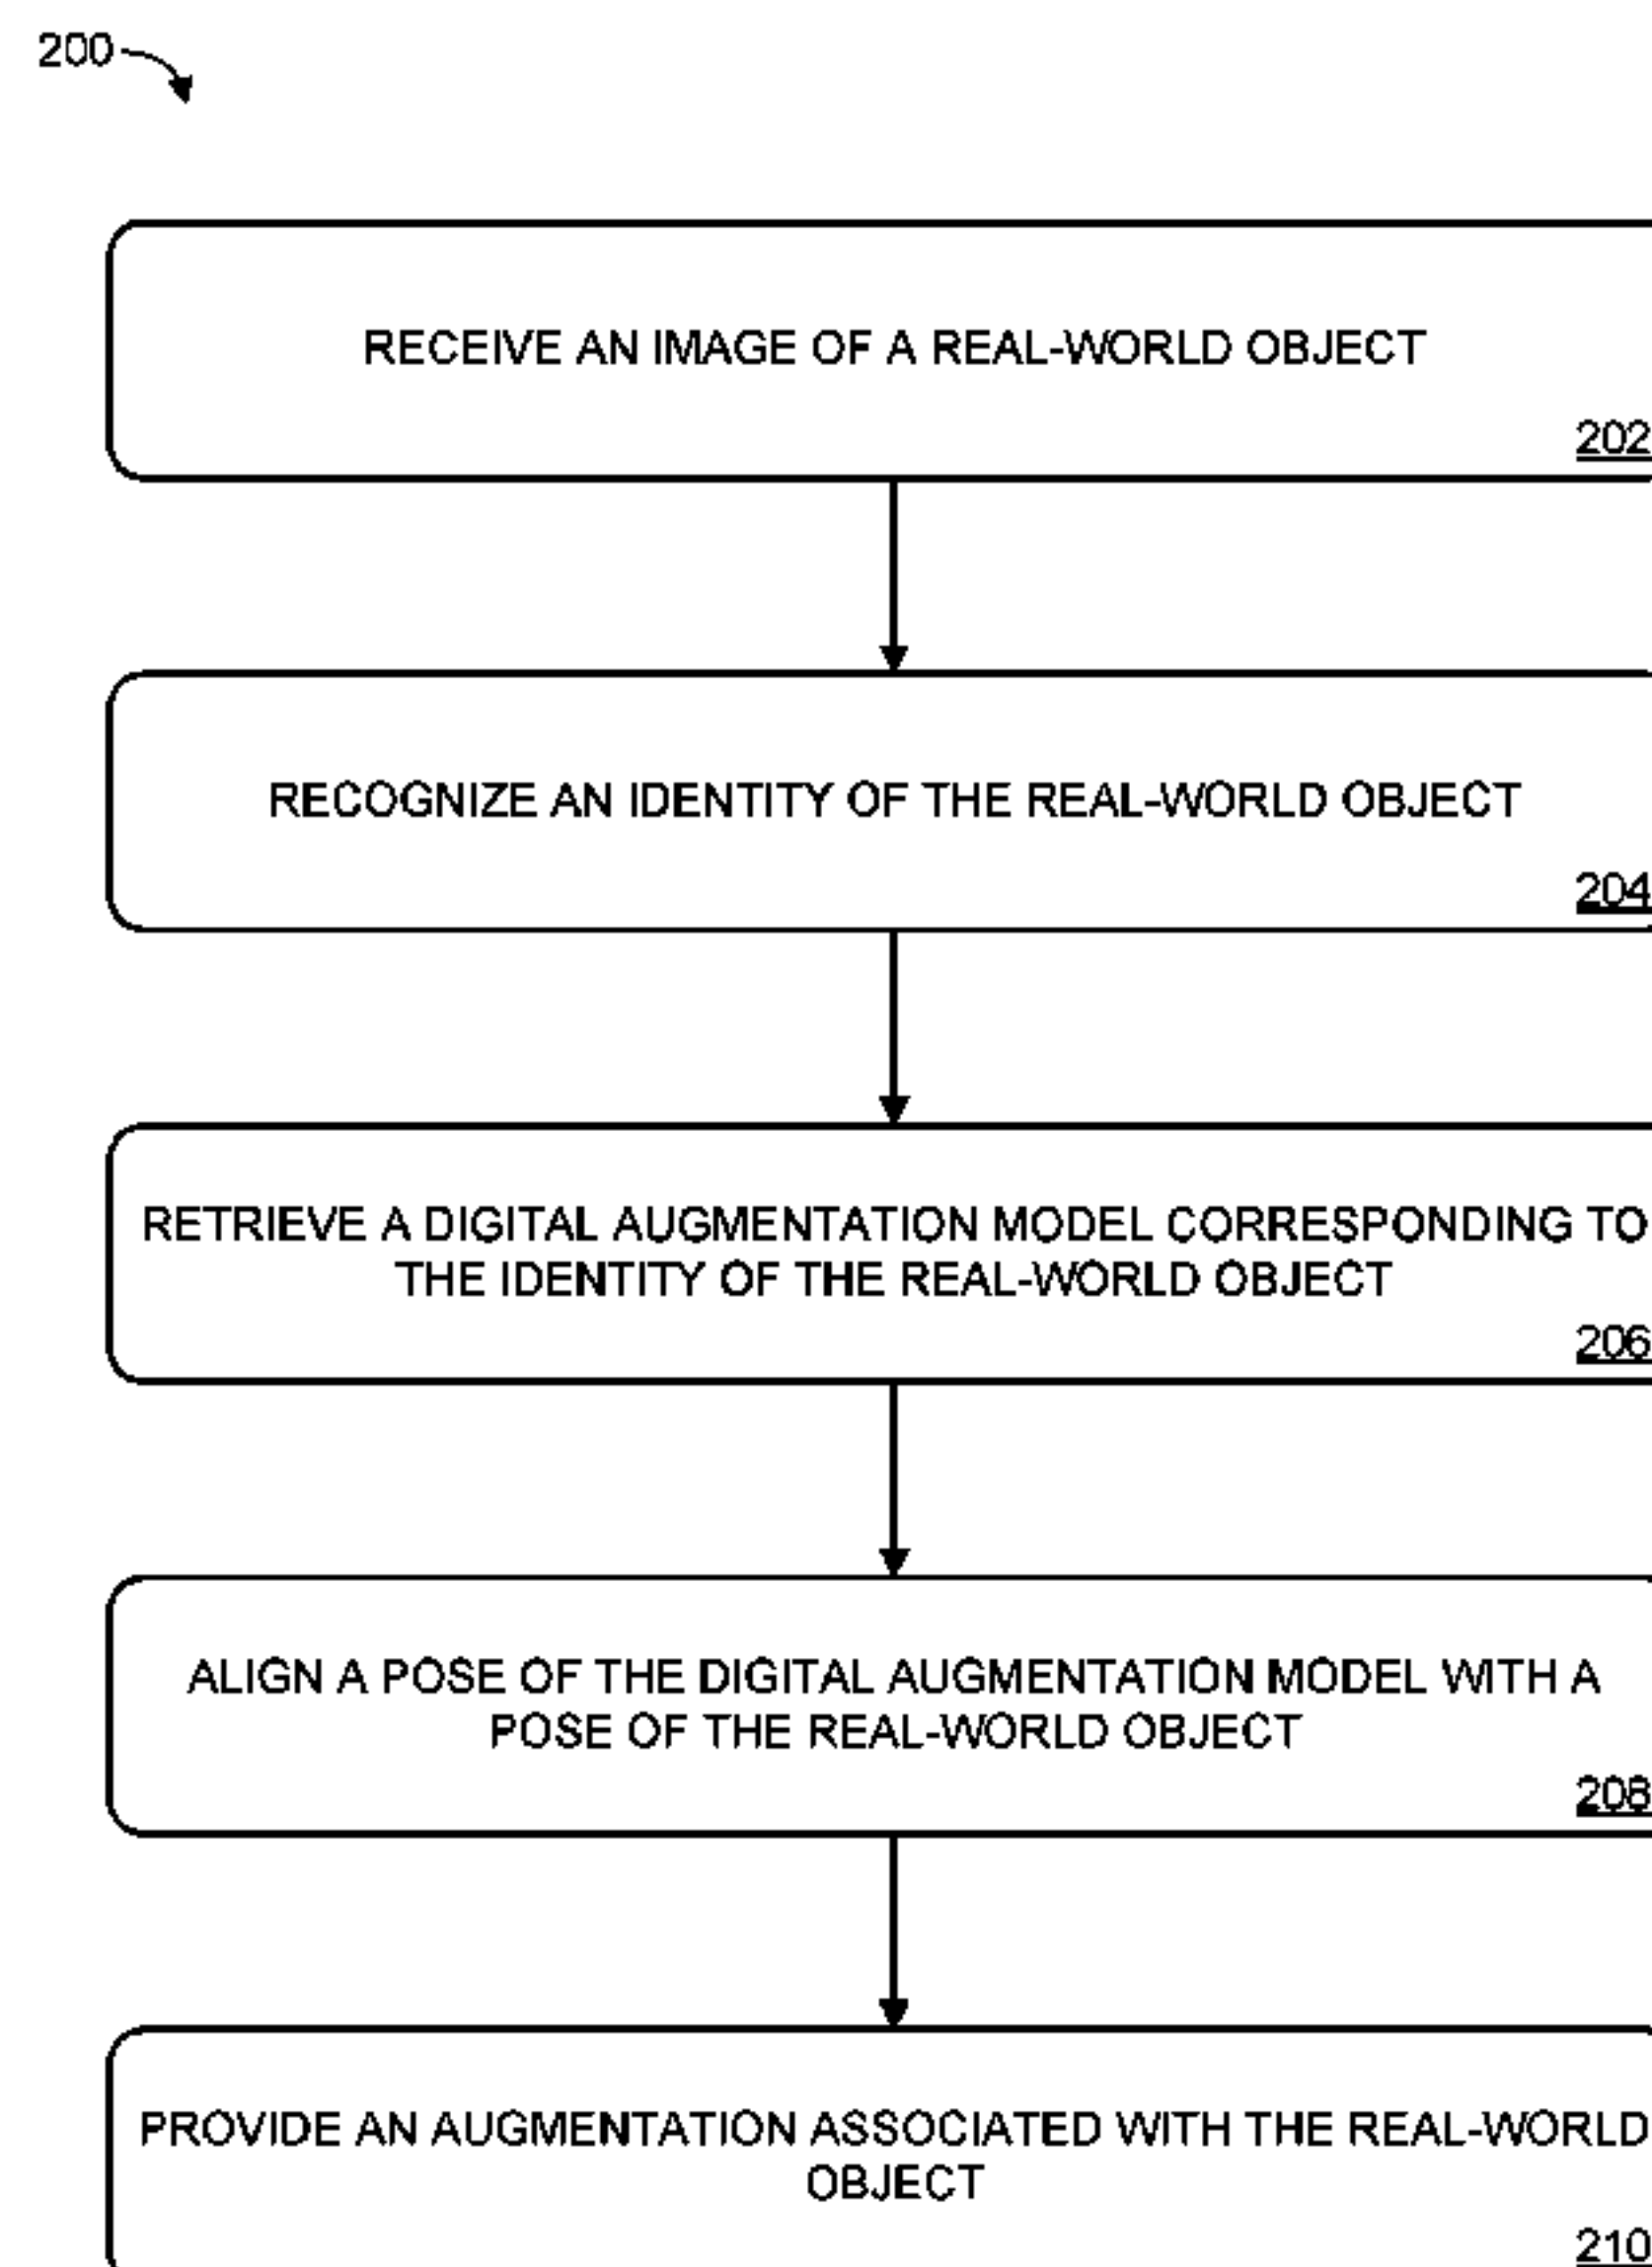 200
RECEIVE AN IMAGE OF A REAL-WORLD OBJECT
202
RECOGNIZE AN IDENTITY OF THE REAL-WORLD OBJECT
204
RETRIEVE A DIGITAL AUGMENTATION MODEL CORRESPONDING TO
THE IDENTITY OF THE REAL-WORLD OBJECT
206
ALIGN A POSE OF THE DIGITAL AUGMENTATION MODEL WITH A
POSE OF THE REAL-WORLD OBJECT
208
PROVIDE AN AUGMENTATION ASSOCIATED WITH THE REAL-WORLD
OBJECT
210